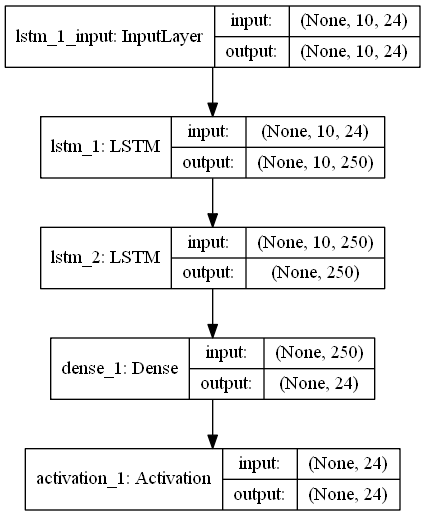 lstm_1_input: InputLayer
input: (None, 10, 24)
output: (None, 10, 24)
lstm_1: LSTM
input: (None, 10, 24)
output: (None, 10, 250)
lstm_2: LSTM
input: (None, 10, 250)
output: (None, 250)
dense_1: Dense
input: (None, 250)
output: (None, 24)
activation_1: Activation
input: (None, 24)
output: (None, 24)